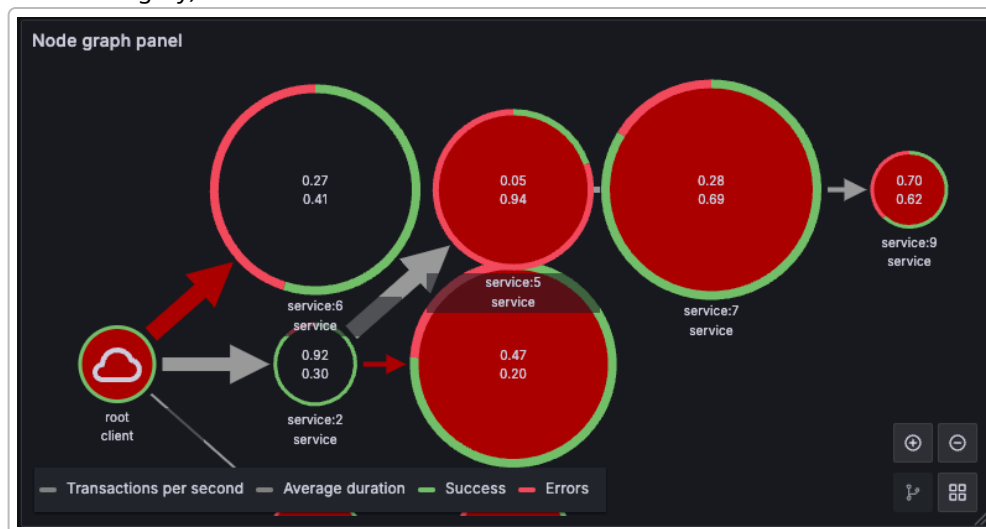 Node graph panel
0.27
0.41
0.05
0.94
0.28
0.69
0.70
0.62
service:9
service
service:5
service
service:6
service
service:7
service
0.92
0.30
0.47
0.20
root
client
service:2
service
Transactions per second
Average duration
Success
Errors